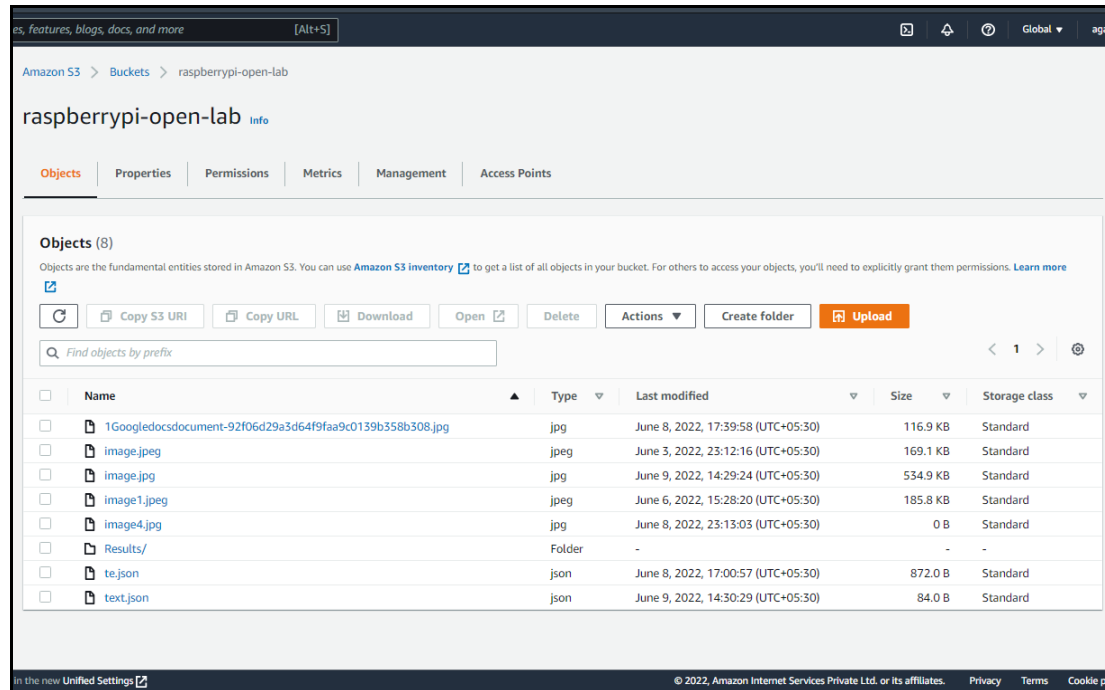 es, features, blogs, docs, and more [Alt+S] Global aga
Amazon S3 > Buckets > raspberrypi-open-lab
raspberrypi-open-lab Info
Objects Properties Permissions Metrics Management Access Points
Objects (8)
Objects are the fundamental entities stored in Amazon S3. You can use Amazon S3 inventory to get a list of all objects in your bucket. For others to access your objects, you'll need to explicitly grant them permissions. Learn more
Copy S3 URI Copy URL Download Open Delete Actions Create folder Upload
Find objects by prefix < 1 >
Name Type Last modified Size Storage class
1Googledocsdocument-92f06d29a3d64f9faa9c0139b358b308.jpg jpg June 8, 2022, 17:39:58 (UTC+05:30) 116.9 KB Standard
image.jpeg jpeg June 3, 2022, 23:12:16 (UTC+05:30) 169.1 KB Standard
image.jpg jpg June 9, 2022, 14:29:24 (UTC+05:30) 534.9 KB Standard
image1.jpeg jpeg June 6, 2022, 15:28:20 (UTC+05:30) 185.8 KB Standard
image4.jpg jpg June 8, 2022, 23:13:03 (UTC+05:30) 0 B Standard
Results/ Folder - - -
te.json json June 8, 2022, 17:00:57 (UTC+05:30) 872.0 B Standard
text.json json June 9, 2022, 14:30:29 (UTC+05:30) 84.0 B Standard
in the new Unified Settings © 2022, Amazon Internet Services Private Ltd. or its affiliates. Privacy Terms Cookie p